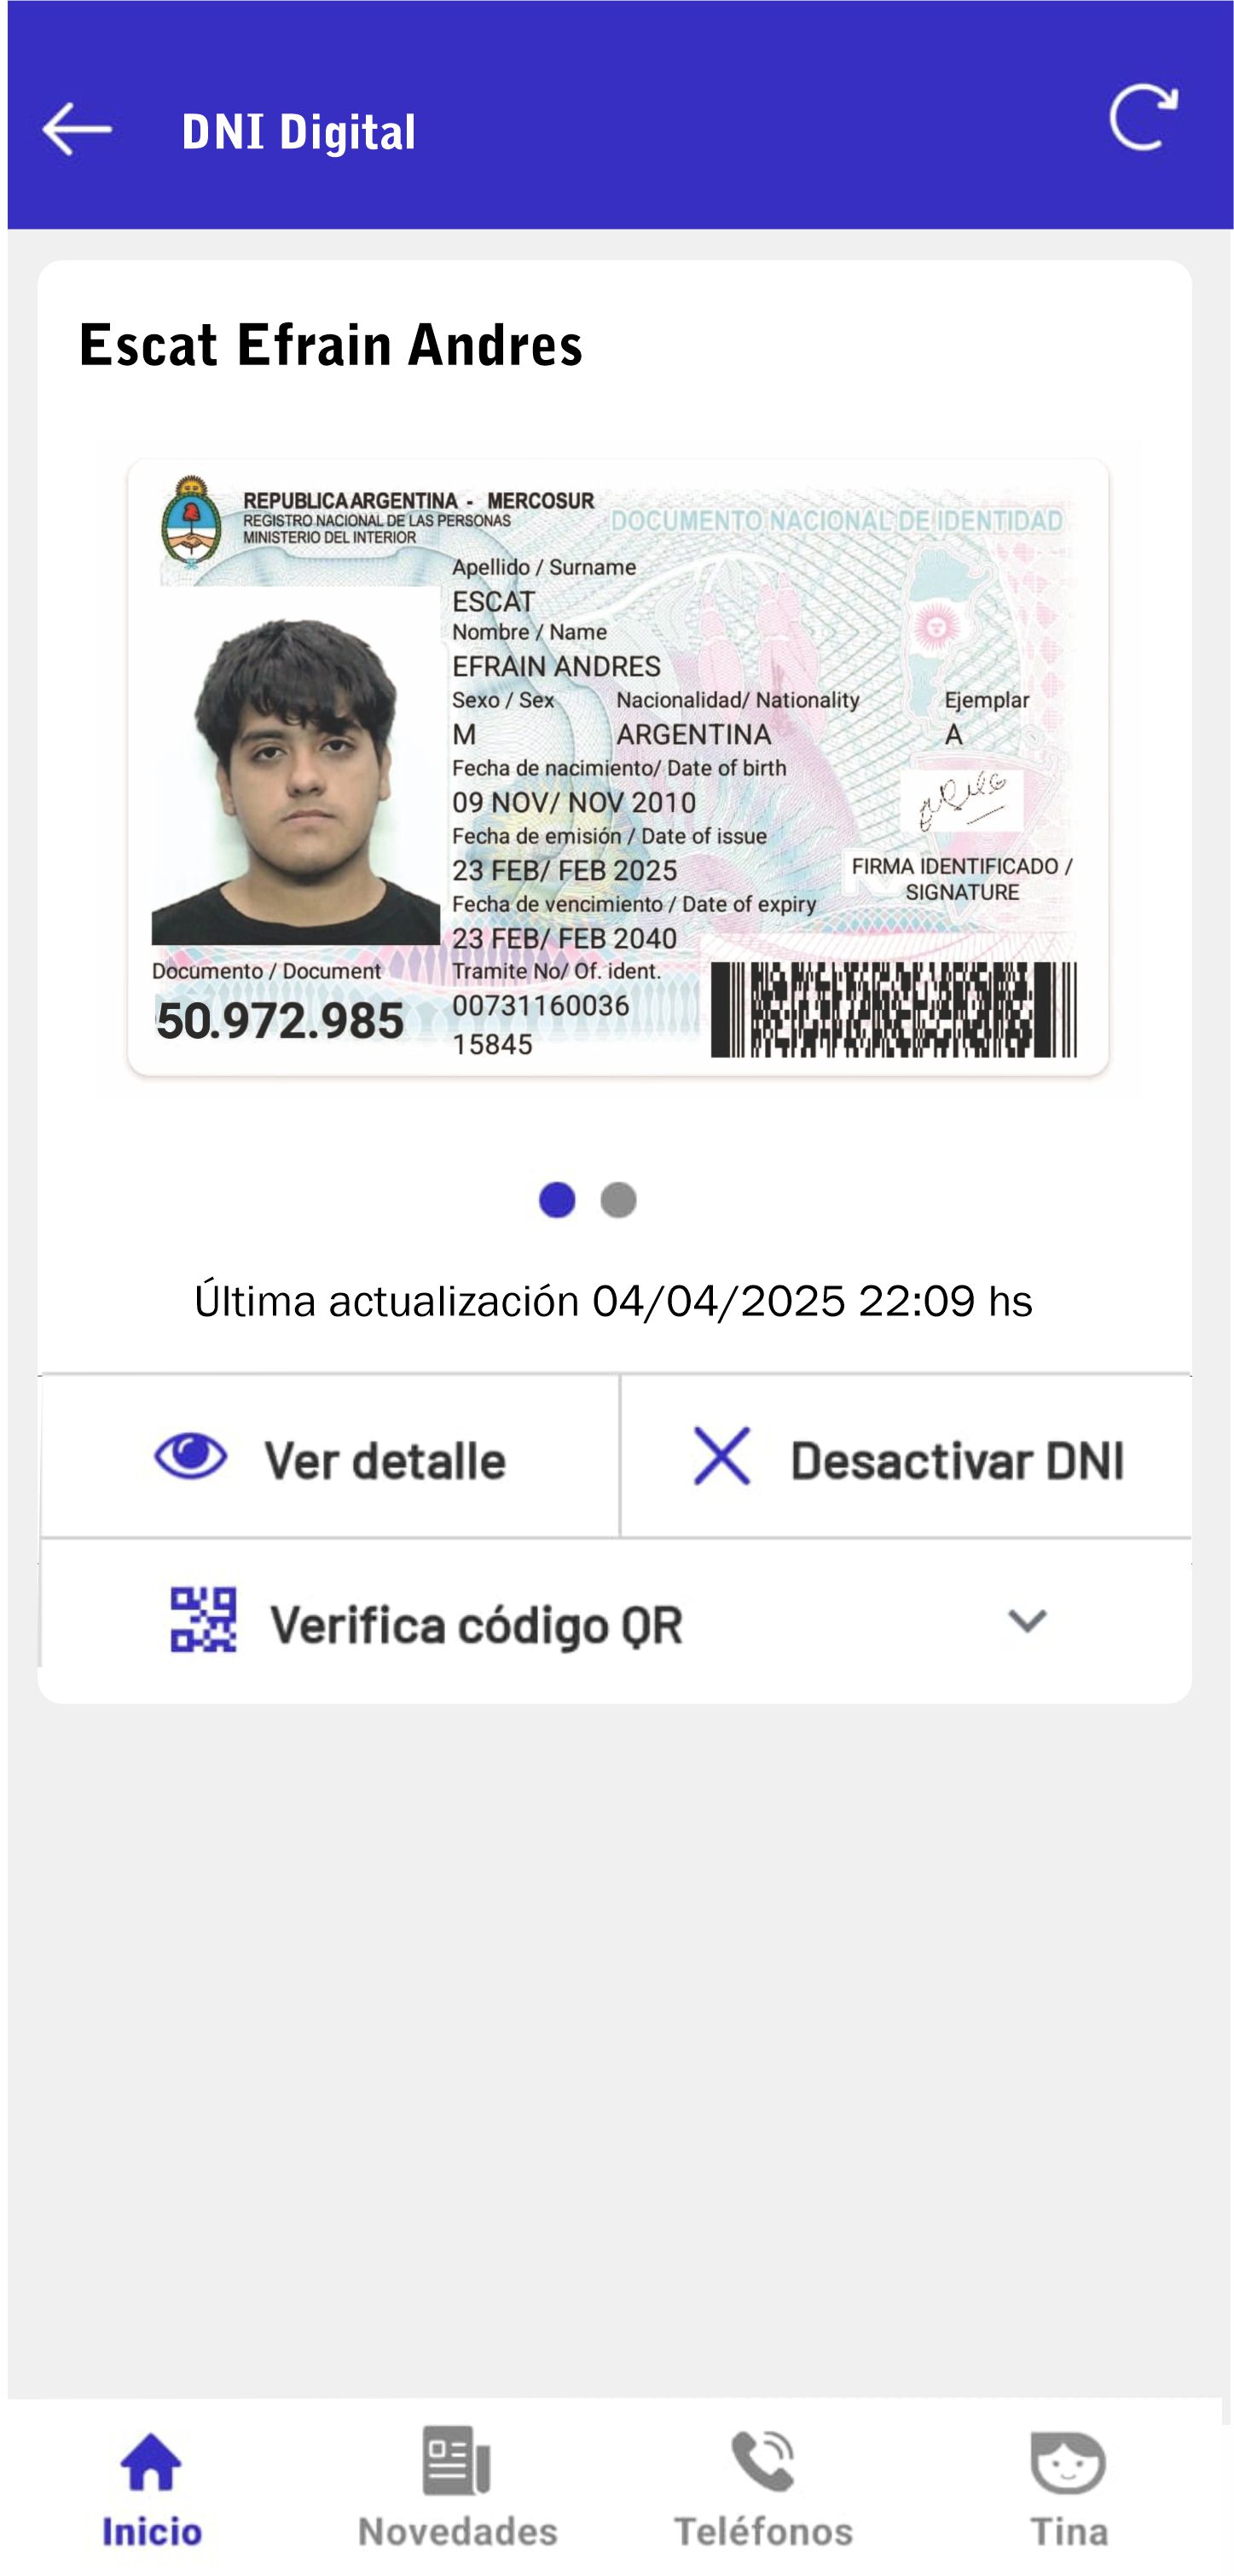 DNI Digital
Escat Efrain Andres
REPUBLICA ARGENTINA - MERCOSUR
REGISTRO NACIONAL DE LAS PERSONAS
MINISTERIO DEL INTERIOR
DOCUMENTO NACIONAL DE IDENTIDAD
Apellido / Surname
ESCAT
Nombre / Name
EFRAIN ANDRES
Sexo / Sex Nacionalidad/ Nationality Ejemplar
M ARGENTINA A
Fecha de nacimiento/ Date of birth
09 NOV/ NOV 2010
Fecha de emisión / Date of issue
23 FEB/ FEB 2025
FIRMA IDENTIFICADO /
SIGNATURE
Fecha de vencimiento / Date of expiry
23 FEB/ FEB 2040
Documento / Document
50.972.985
Tramite No/ Of. ident.
00731160036
15845
Última actualización 04/04/2025 22:09 hs
Ver detalle
Desactivar DNI
Verifica código QR
Inicio
Novedades
Teléfonos
Tina